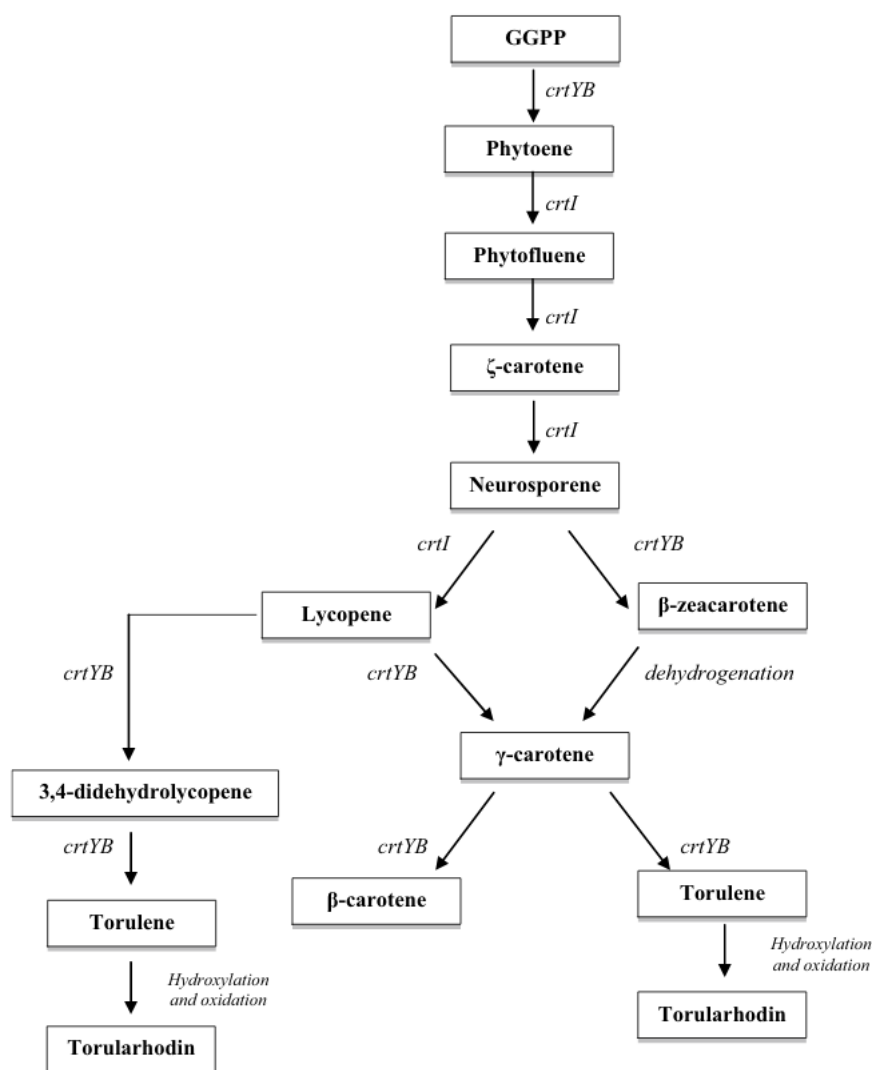 GGPP
crtYB
Phytoene
crtI
Phytofluene
crtI
ζ-carotene
crtI
Neurosporene
crtI
crtYB
Lycopene
β-zeacarotene
crtYB
crtYB
dehydrogenation
γ-carotene
3,4-didehydrolycopene
crtYB
crtYB
crtYB
β-carotene
Torulene
Torulene
Hydroxylation
and oxidation
Hydroxylation
and oxidation
Torularhodin
Torularhodin